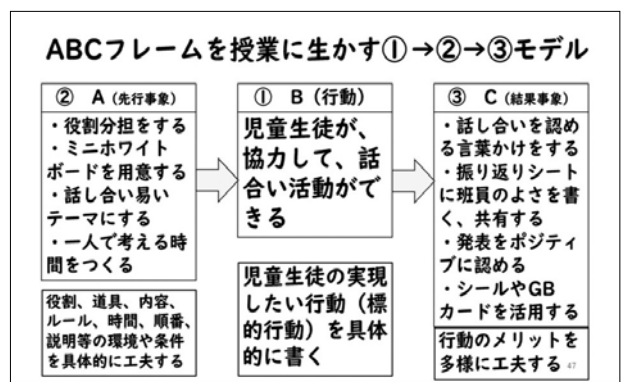 ABCフレームを授業に生かす①→②→③モデル
② A（先行事象）
・役割分担をする
・ミニホワイト
ボードを用意する
・話し合い易い
テーマにする
・一人で考える時
間をつくる
役割、道具、内容、
ルール、時間、順番、
説明等の環境や条件
を具体的に工夫する
① B（行動）
児童生徒が、
協力して、話
合い活動がで
きる
児童生徒の実現
したい行動（標
的行動）を具体
的に書く
③ C（結果事象）
・話し合いを認め
る言葉かけをする
・振り返りシート
に班員のよさを書
く、共有する
・発表をポジティ
ブに認める
・シールやGB
カードを活用する
行動のメリットを
多様に工夫する
47